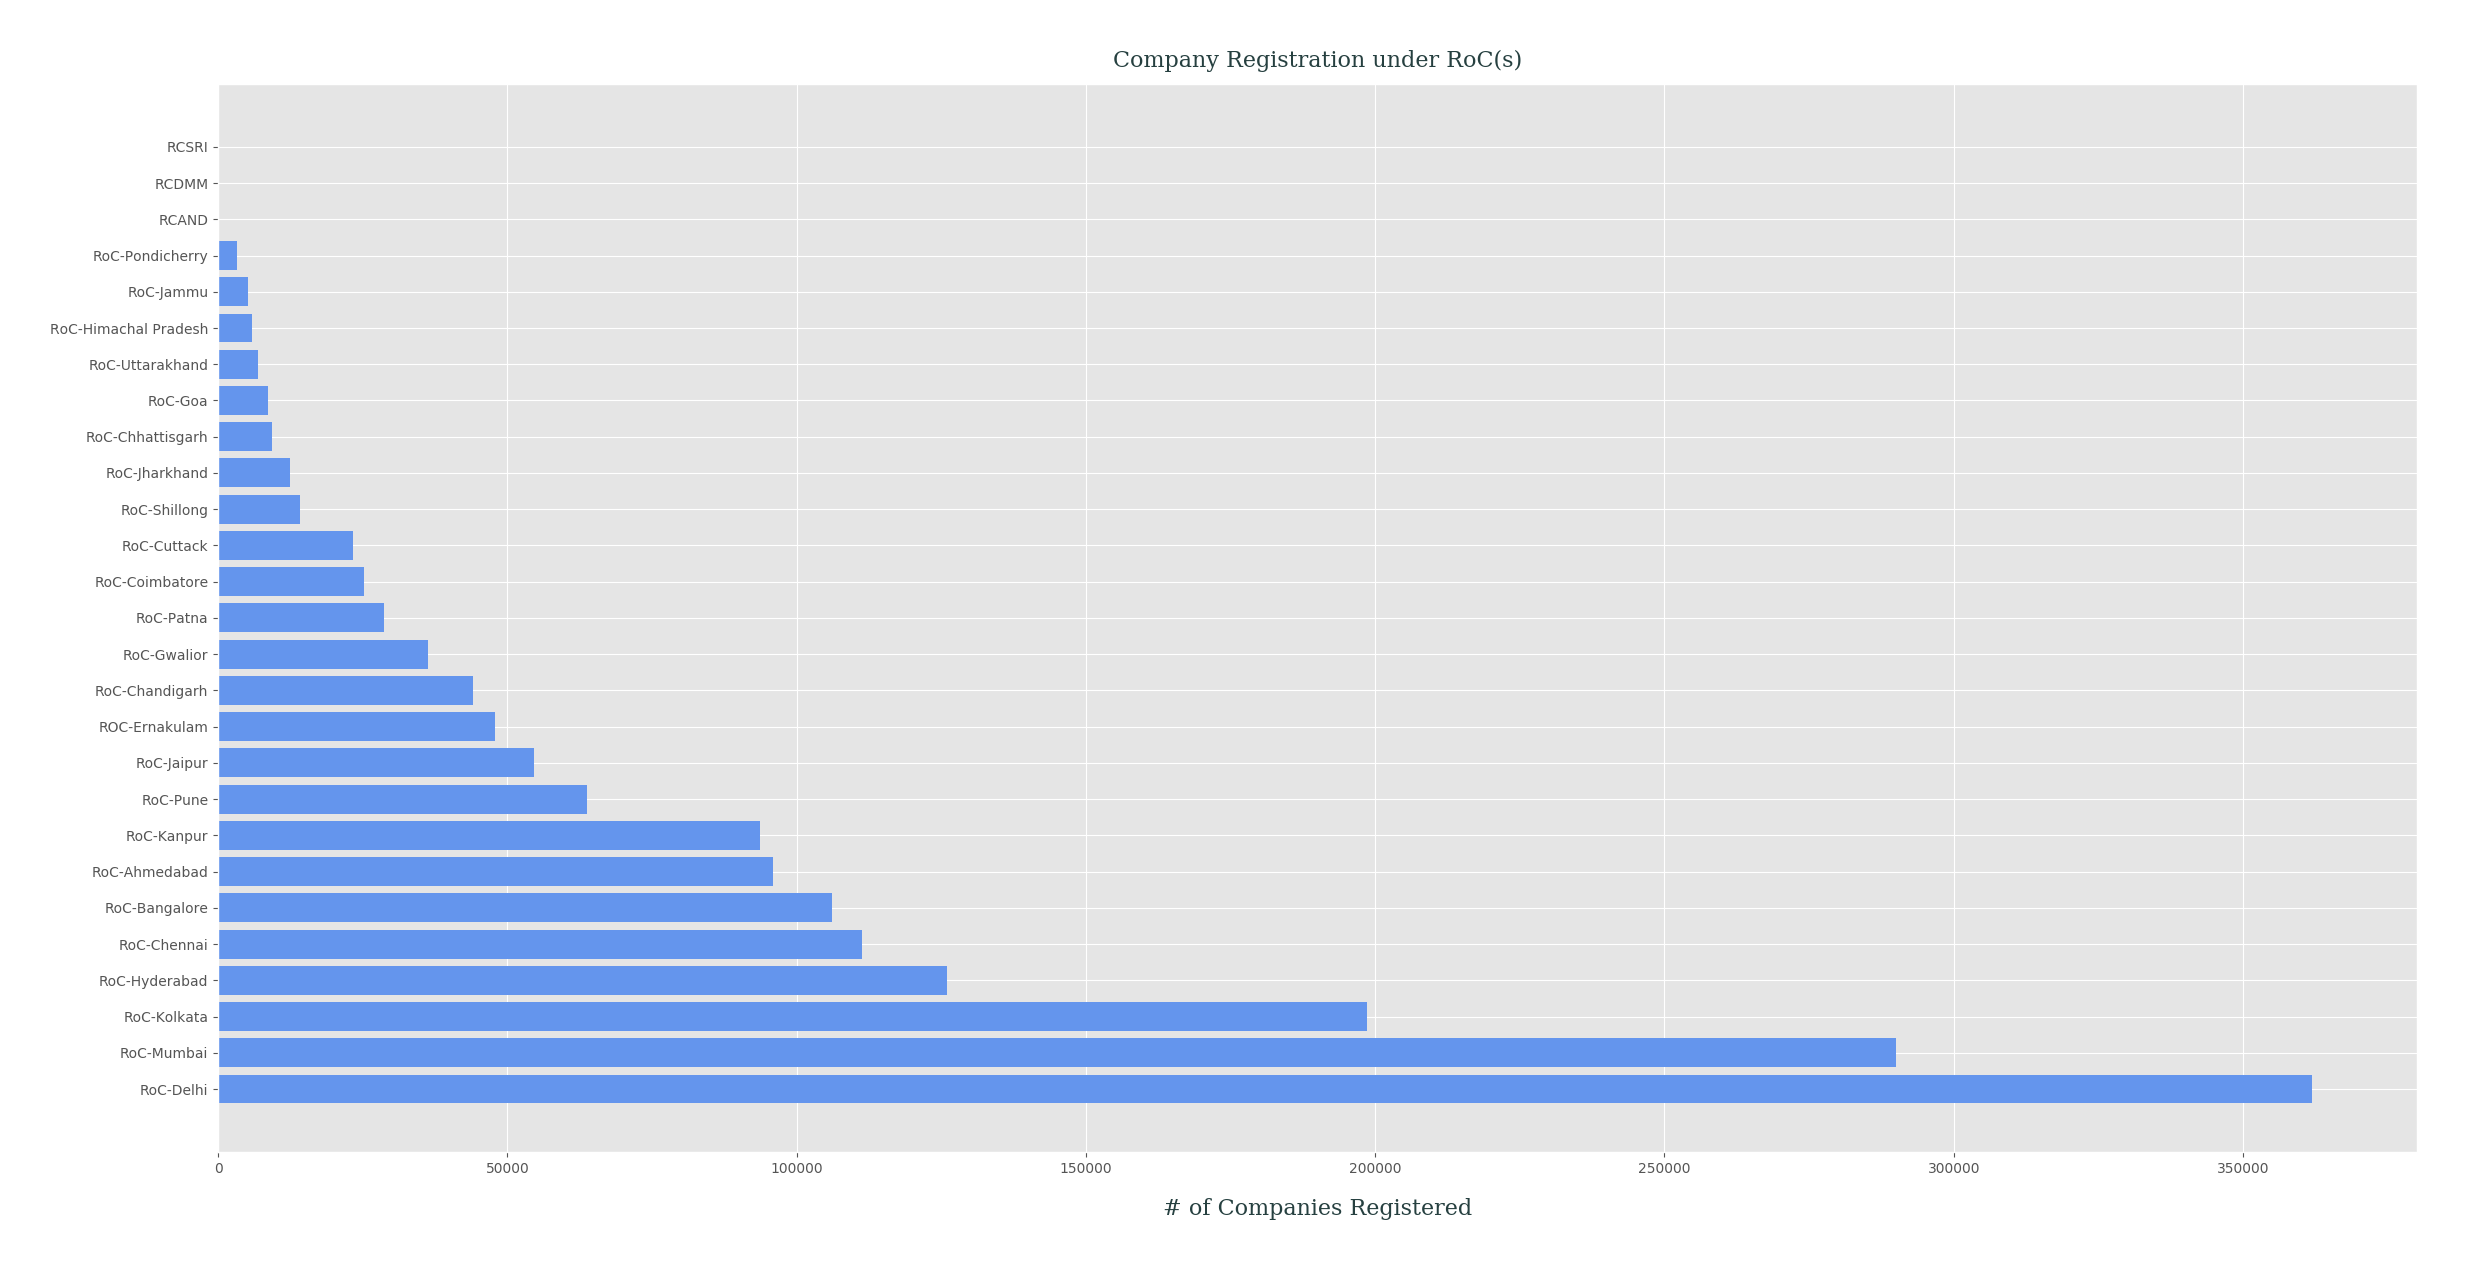 Company Registration under RoC(s)
RCSRI
RCDMM
RCAND
RoC-Pondicherry
RoC-Jammu
RoC-Himachal Pradesh
RoC-Uttarakhand
RoC-Goa
RoC-Chhattisgarh
RoC-Jharkhand
RoC-Shillong
RoC-Cuttack
RoC-Coimbatore
RoC-Patna
RoC-Gwalior
RoC-Chandigarh
ROC-Ernakulam
RoC-Jaipur
RoC-Pune
RoC-Kanpur
RoC-Ahmedabad
RoC-Bangalore
RoC-Chennai
RoC-Hyderabad
RoC-Kolkata
RoC-Mumbai
RoC-Delhi
0 50000 100000 150000 200000 250000 300000 350000
# of Companies Registered